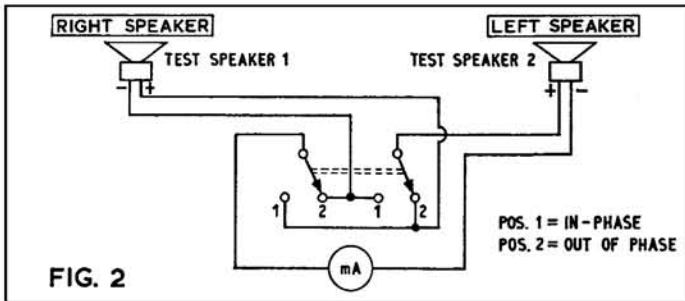 RIGHT SPEAKER
LEFT SPEAKER
TEST SPEAKER 1
TEST SPEAKER 2
- +
+ -
1 2 1 2
POS. 1 = IN-PHASE
POS. 2 = OUT OF PHASE
mA
FIG. 2